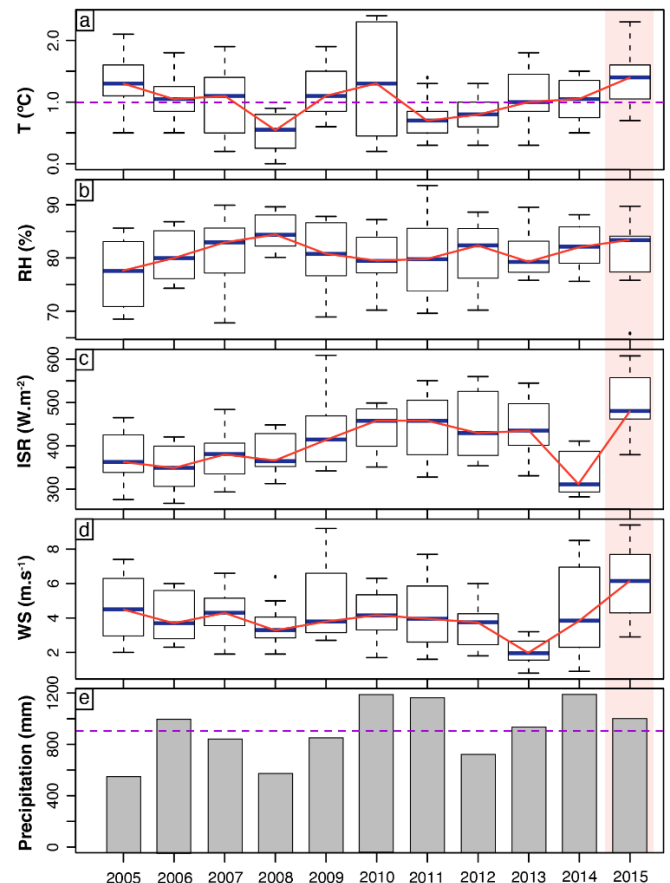 a
T (°C)
0.0 1.0 2.0
b
RH (%)
70 80 90
c
ISR (W.m-2)
300 400 500 600
d
WS (m.s-1)
2 4 6 8
e
Precipitation (mm)
0 400 800 1200
2005 2006 2007 2008 2009 2010 2011 2012 2013 2014 2015